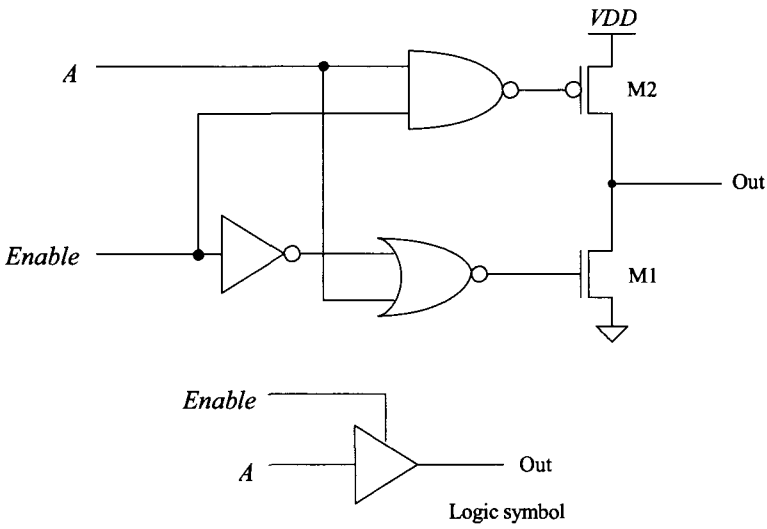 VDD
A
M2
Out
Enable
M1
Enable
A
Out
Logic symbol